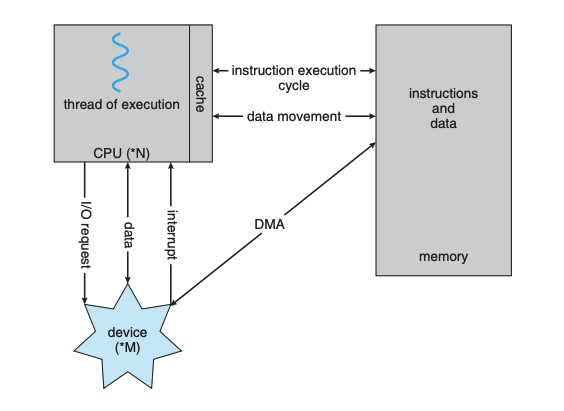 thread of execution
cache
CPU (*N)
instruction execution
cycle
data movement
instructions
and
data
memory
I/O request
data
interrupt
DMA
device
(*M)